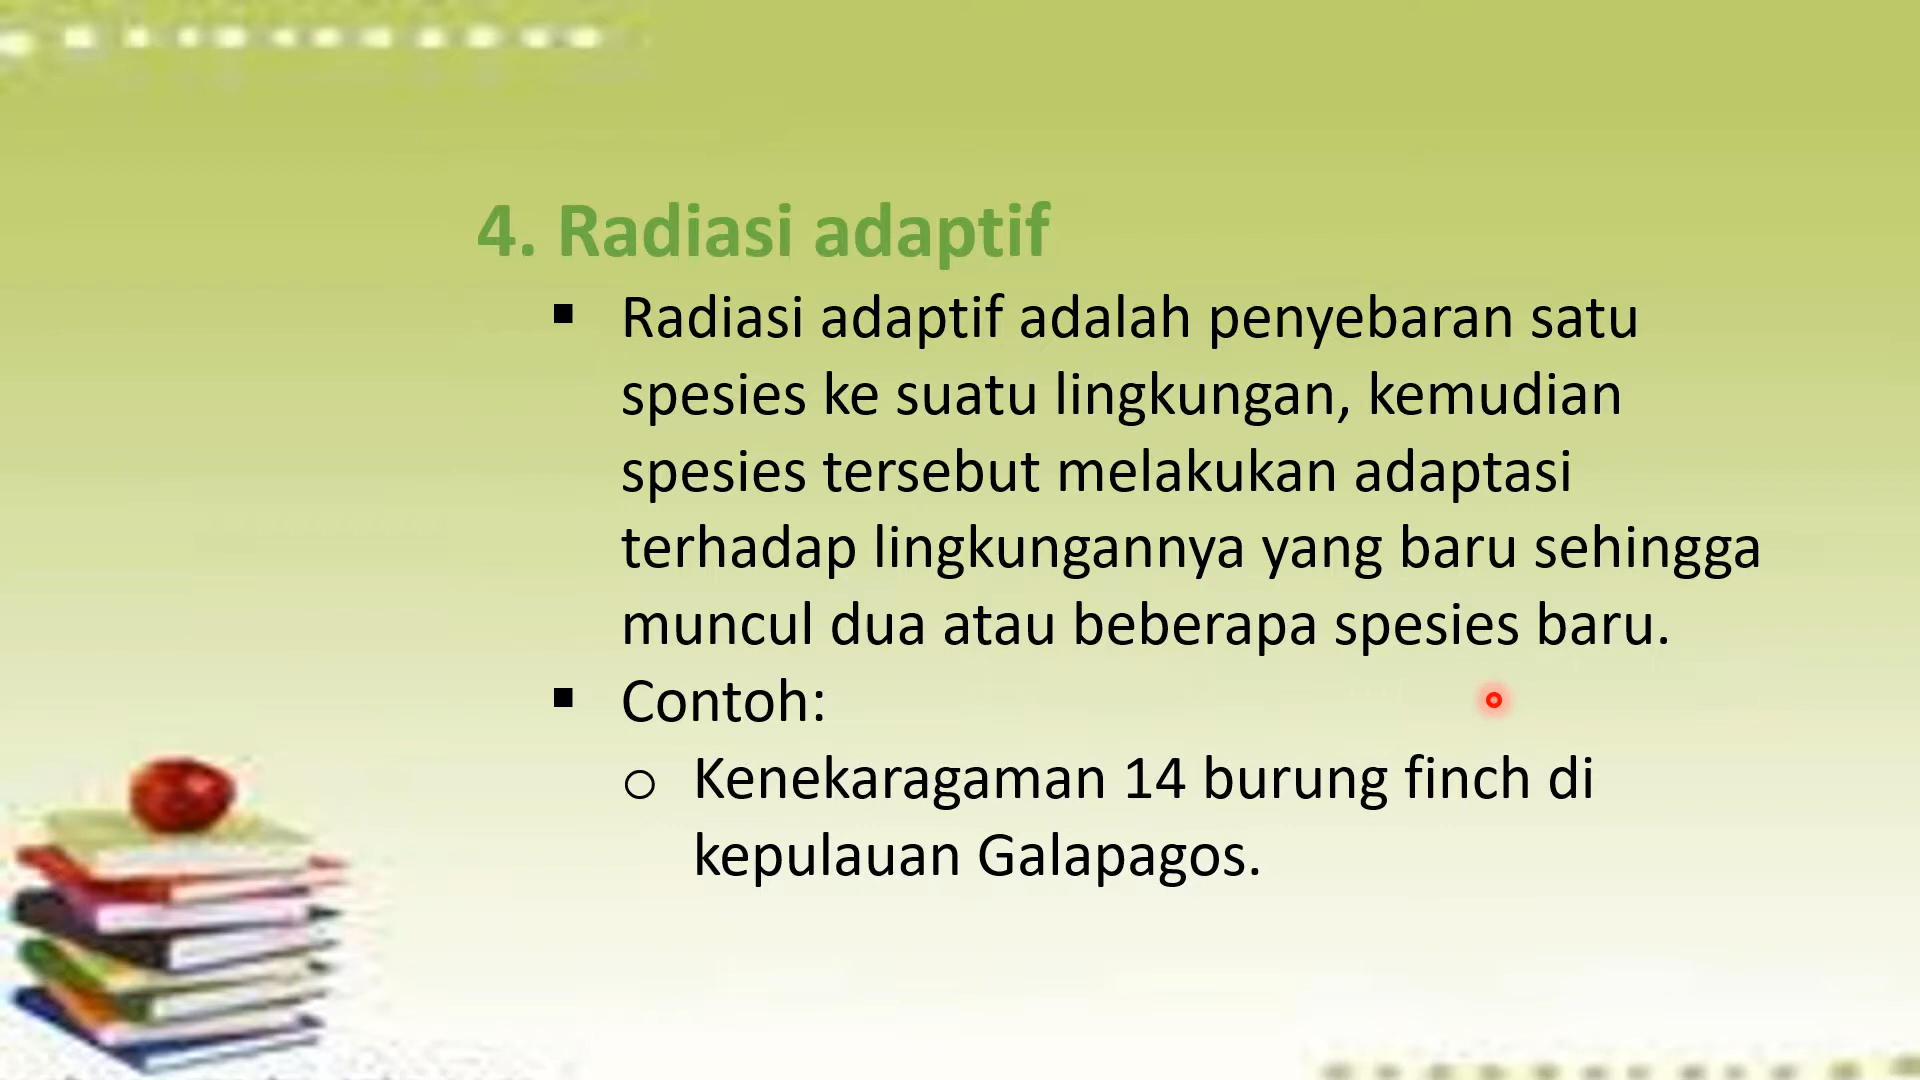 4. Radiasi adaptif
▪ Radiasi adaptif adalah penyebaran satu
spesies ke suatu lingkungan, kemudian
spesies tersebut melakukan adaptasi
terhadap lingkungannya yang baru sehingga
muncul dua atau beberapa spesies baru.
▪ Contoh:
o Kenekaragaman 14 burung finch di
kepulauan Galapagos.